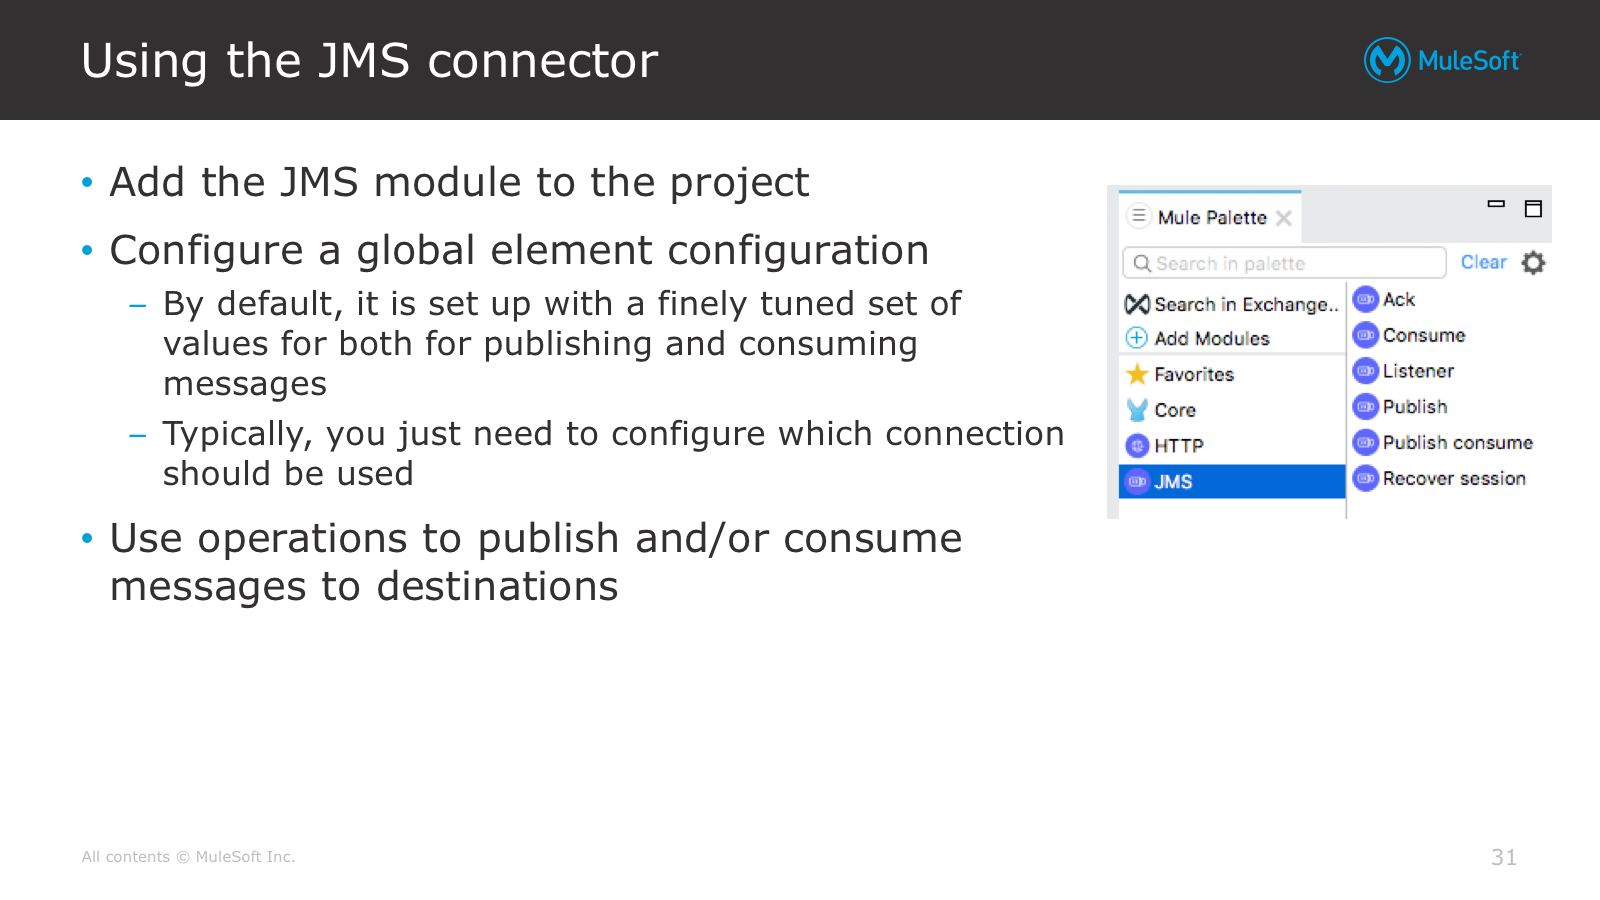 Using the JMS connector
MuleSoft
• Add the JMS module to the project
• Configure a global element configuration
– By default, it is set up with a finely tuned set of
values for both for publishing and consuming
messages
– Typically, you just need to configure which connection
should be used
• Use operations to publish and/or consume
messages to destinations
Mule Palette
Search in palette
Clear
Search in Exchange..
Add Modules
Favorites
Core
HTTP
JMS
Ack
Consume
Listener
Publish
Publish consume
Recover session
All contents © MuleSoft Inc.
31